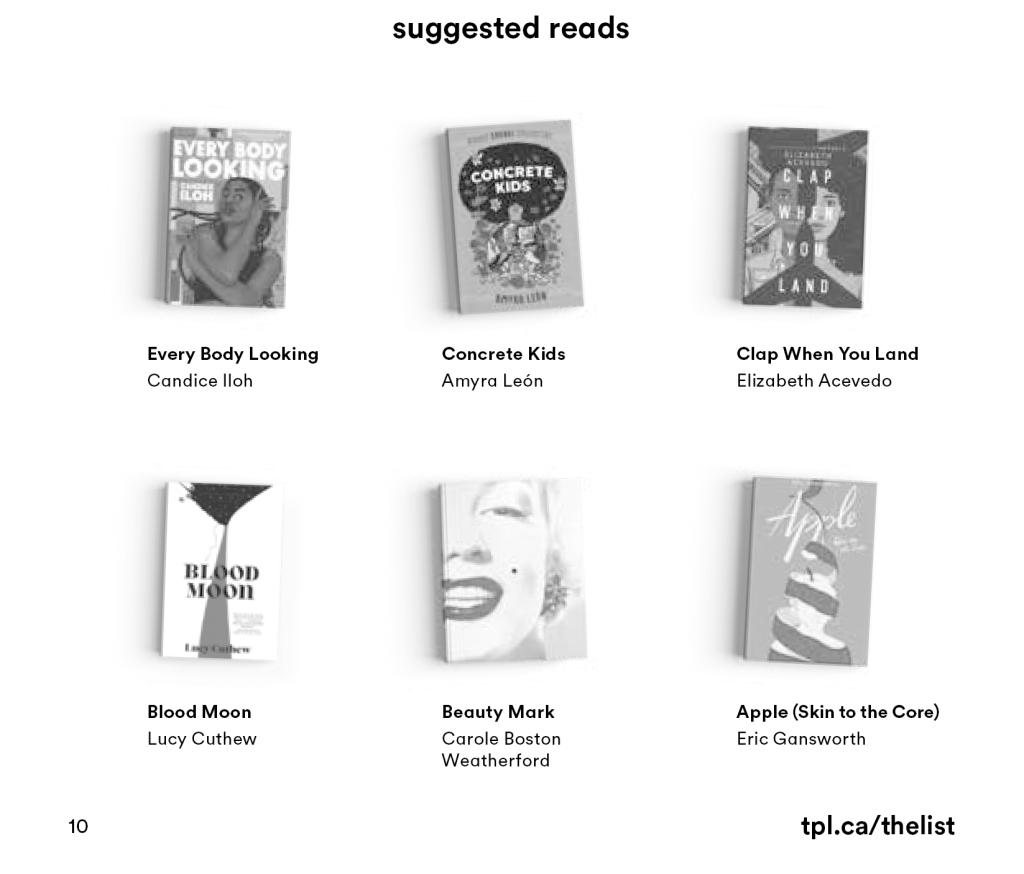 suggested reads
EVERY BODY
LOOKING
CANDICE
ILOH
CONCRETE
KIDS
AMYRA LEÓN
ELIZABETH
ACEVEDO
CLAP
WHEN
YOU
LAND
Every Body Looking
Candice Iloh
Concrete Kids
Amyra León
Clap When You Land
Elizabeth Acevedo
BLOOD
MOON
Lucy Cuthew
Apple
Blood Moon
Lucy Cuthew
Beauty Mark
Carole Boston
Weatherford
Apple (Skin to the Core)
Eric Gansworth
10
tpl.ca/thelist